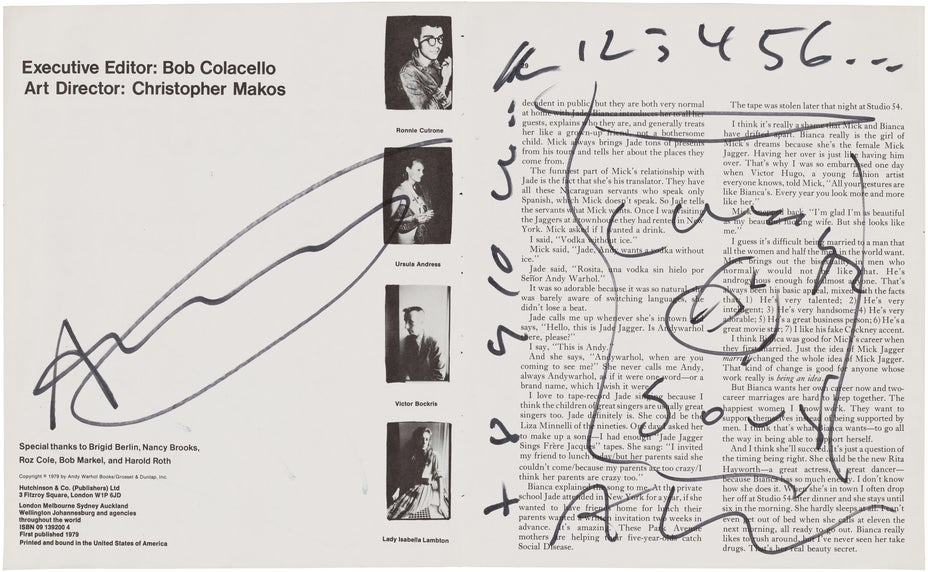 Executive Editor: Bob Colacello
Art Director: Christopher Makos
Ronnie Cutrone
Ursula Andress
Victor Bockris
Lady Isabella Lambton
Special thanks to Brigid Berlin, Nancy Brooks,
Roz Cole, Bob Markel, and Harold Roth
Copyright © 1979 by Andy Warhol Books/Grosset & Dunlap, Inc.
Hutchinson & Co. (Publishers) Ltd
3 Fitzroy Square, London W1P 6JD
London Melbourne Sydney Auckland
Wellington Johannesburg and agencies
throughout the world
ISBN 09 139200 4
First published 1979
Printed and bound in the United States of America
123456...
29
decadent in public, but they are both very normal
at home with Jade. Bianca introduces her to all her
guests, explains who they are, and generally treats
her like a grown-up friend, not a bothersome
child. Mick always brings Jade tons of presents
from his tours and tells her about the places they
come from.
The funniest part of Mick's relationship with
Jade is the fact that she's his translator. They have
all these Nicaraguan servants who speak only
Spanish, which Mick doesn't speak. So Jade tells
the servants what Mick wants. Once I was visiting
the Jaggers at a townhouse they had rented in New
York. Mick asked if I wanted a drink.
I said, "Vodka without ice."
Mick said, "Jade, Andy wants a vodka without
ice."
Jade said, "Rosita, una vodka sin hielo por
Señor Andy Warhol."
It was so adorable because it was so natural, she
was barely aware of switching languages, she
didn't lose a beat.
Jade calls me up whenever she's in town
says, "Hello, this is Jade Jagger. Is Andywarhol
there, please?"
I say, "This is Andy."
And she says, "Andywarhol, when are you
coming to see me?" She never calls me Andy,
always Andywarhol, as if it were one word—or a
brand name, which I wish it were.
I love to tape-record Jade singing because I
think the children of great singers are usually great
singers too. Jade definitely is. She could be the
Liza Minnelli of the nineties. One day I asked her
to make up a song—I had enough "Jade Jagger
Sings Frère Jacques" tapes. She sang: "I invited
my friend to lunch today/but her parents said she
couldn't come/because my parents are too crazy/I
think her parents are crazy too."
Bianca explained the song to me. At the private
school Jade attended in New York for a year, if she
wanted to have a friend home for lunch their
parents wanted a written invitation two weeks in
advance. It's amazing. These Park Avenue
mothers are helping their five-year-olds catch
Social Disease.
The tape was stolen later that night at Studio 54.
I think it's really a shame that Mick and Bianca
have drifted apart. Bianca really is the girl of
Mick's dreams because she's the female Mick
Jagger. Having her over is just like having him
over. That's why I was so embarrassed one day
when Victor Hugo, a young fashion artist
everyone knows, told Mick, "All your gestures are
like Bianca's. Every year you look more and more
like her."
Mick snapped back, "I'm glad I'm as beautiful
as my beautiful fucking wife. But she looks like
me."
I guess it's difficult being married to a man that
all the women and half the men in the world want.
Mick brings out the bisexuality in men who
normally would not be like that. He's
androgynous enough for almost anyone. That's
always been his basic appeal, mixed with the facts
that 1) He's very talented; 2) He's very
intelligent; 3) He's very handsome; 4) He's very
adorable; 5) He's a great business person; 6) He's a
great movie star; 7) I like his fake cockney accent.
I think Bianca was good for Mick's career when
they first married. Just the idea of Mick Jagger
married changed the whole idea of Mick Jagger.
That kind of change is good for anyone whose
work really is being an idea.
But Bianca wants her own career now and two-
career marriages are hard to keep together. The
happiest women I know work. They want to
support themselves instead of being supported by
men. I think that's what Bianca wants—to go all
the way in being able to support herself.
And I think she'll succeed. It's just a question of
the timing being right. She could be the new Rita
Hayworth—a great actress, a great dancer—
because Bianca has so much energy. I don't know
how she does it. When she's in town I often drop
her off at Studio 54 after dinner and she stays until
six in the morning. She hardly sleeps at all. I can't
even get out of bed when she calls at eleven the
next morning, all ready to go out. Bianca really
likes to rush around, but I've never seen her take
drugs. That's her real beauty secret.
7 8 9 10
Campbell's
Soup